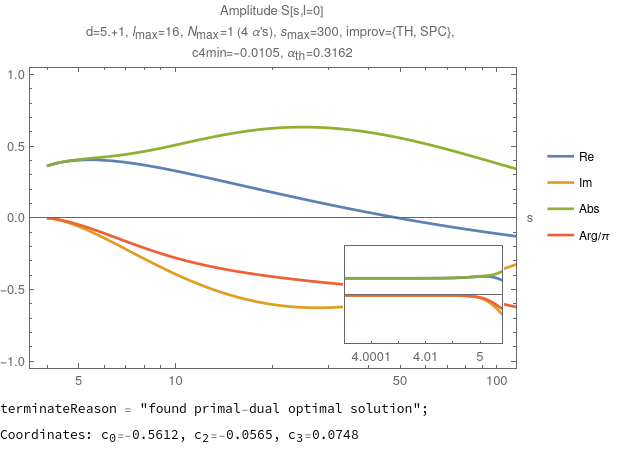 Amplitude S[s,l=0]
d=5.+1, lmax=16, Nmax=1 (4 α's), smax=300, improv={TH, SPC},
c4min=-0.0105, αth=0.3162
1.0
0.5
0.0
-0.5
-1.0
s
Re
Im
Abs
Arg/π
4.0001 4.01 5
5 10 50 100
terminateReason = "found primal-dual optimal solution";
Coordinates: c0=-0.5612, c2=-0.0565, c3=0.0748